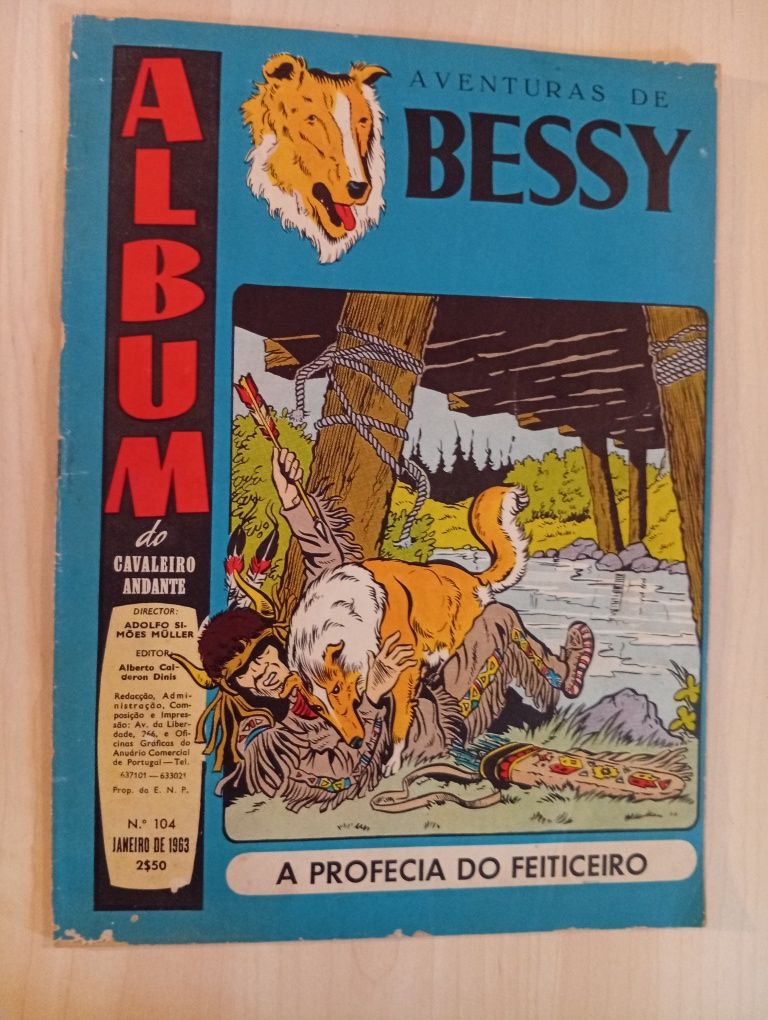 ALBUM
do
CAVALEIRO
ANDANTE
DIRECTOR:
ADOLFO SI-
MÕES MÜLLER
EDITOR
Alberto Cal-
deron Dinis
Redacção, Admi-
nistração, Com-
posição e Impres-
são: Av. da Liber-
dade, 266, e Ofi-
cinas Gráficas do
Anuário Comercial
de Portugal — Tel.
637101 — 633021
Prop. da E. N. P.
N.º 104
JANEIRO DE 1963
2$50
AVENTURAS DE
BESSY
A PROFECIA DO FEITICEIRO